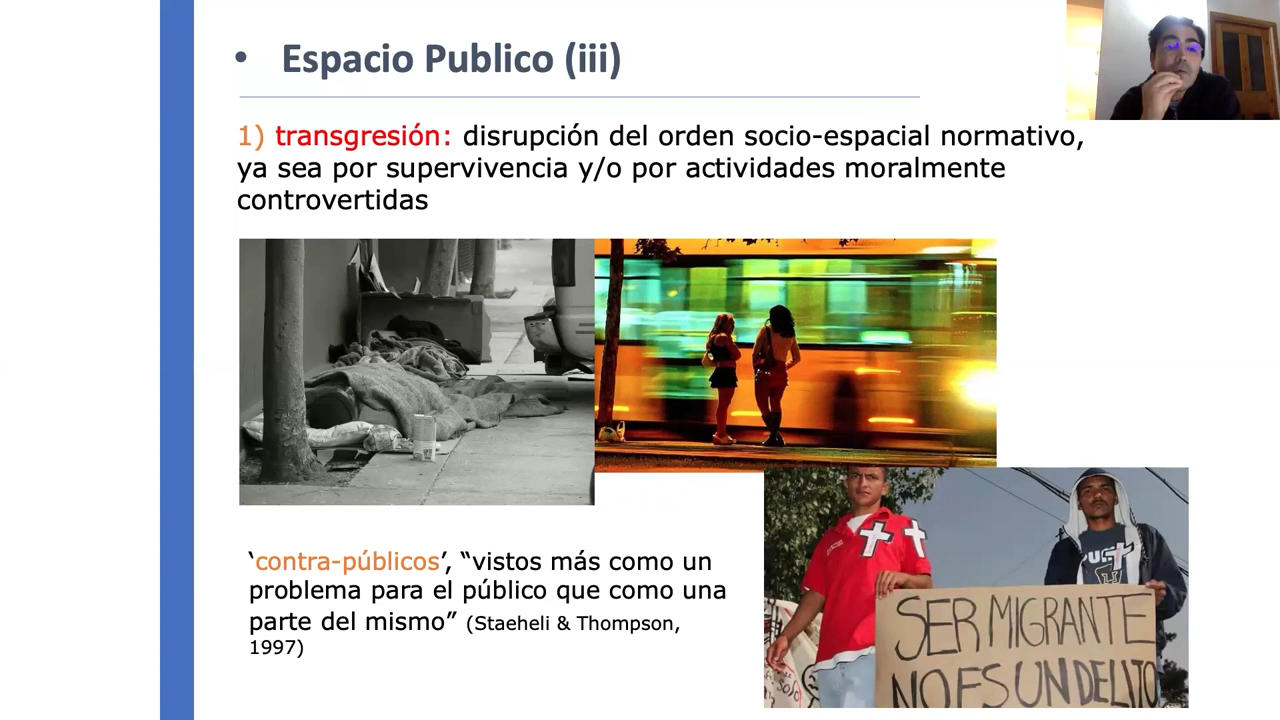 • Espacio Publico (iii)
1) transgresión: disrupción del orden socio-espacial normativo,
ya sea por supervivencia y/o por actividades moralmente
controvertidas
‘contra-públicos’, “vistos más como un
problema para el público que como una
parte del mismo” (Staeheli & Thompson,
1997)
SER MIGRANTE
NO ES UN DELITO